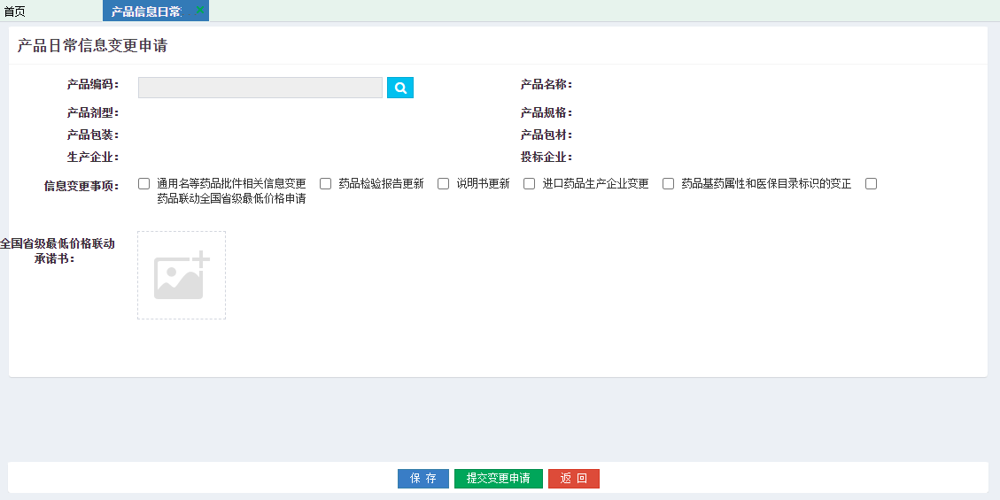 首页 产品信息日常
产品日常信息变更申请
产品编码： 产品名称：
产品剂型： 产品规格：
产品包装： 产品包材：
生产企业： 投标企业：
信息变更事项： 通用名等药品批件相关信息变更 药品检验报告更新 说明书更新 进口药品生产企业变更 药品基药属性和医保目录标识的变正
药品联动全国省级最低价格申请
全国省级最低价格联动
承诺书：
保 存 提交变更申请 返 回